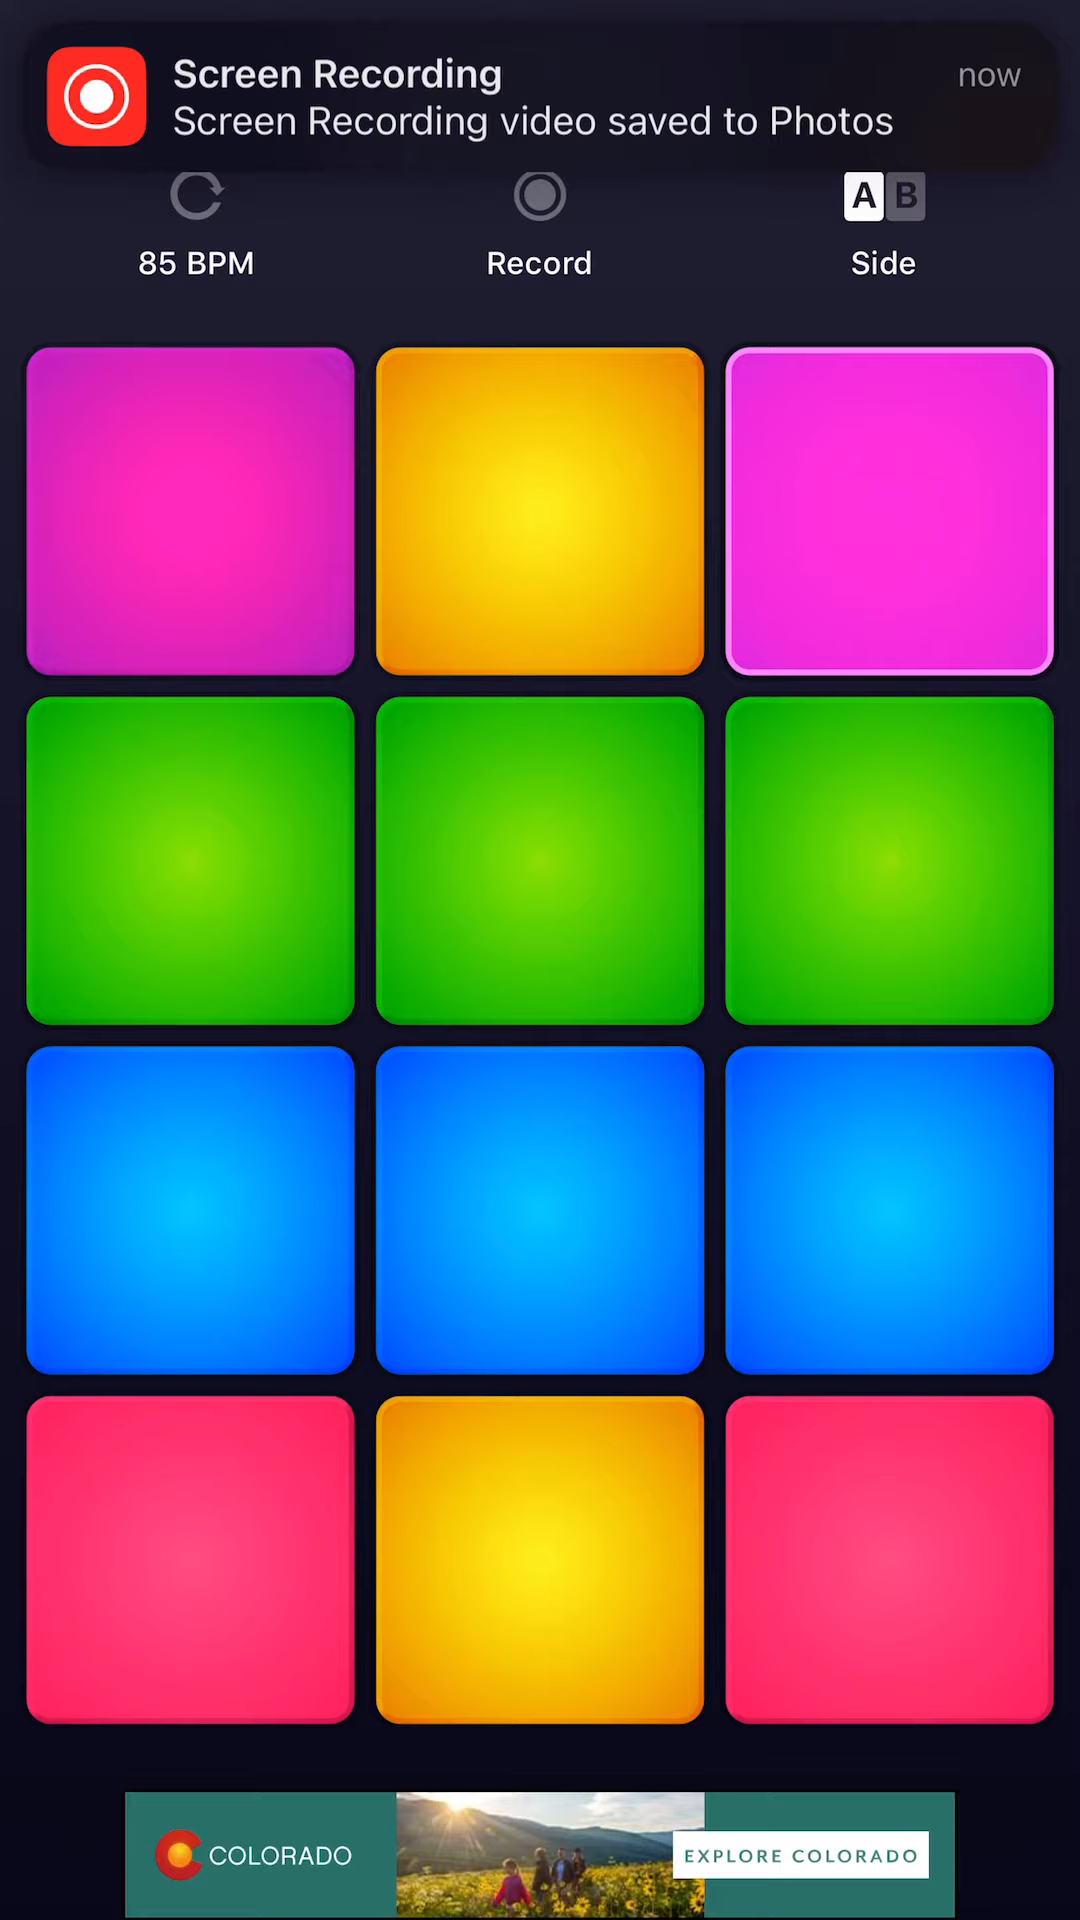 Screen Recording
now
Screen Recording video saved to Photos
A B
85 BPM
Record
Side
COLORADO
EXPLORE COLORADO